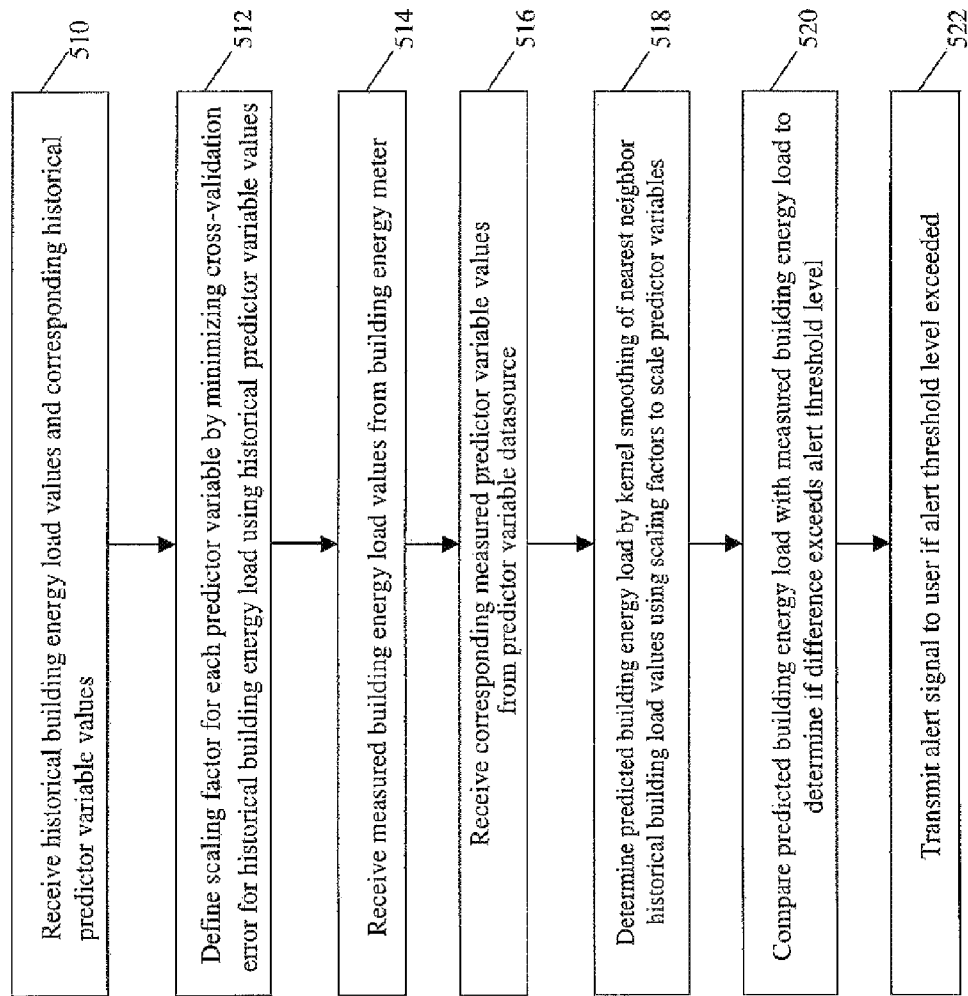 Receive historical building energy load values and corresponding historical
predictor variable values
510
Define scaling factor for each predictor variable by minimizing cross-validation
error for historical building energy load using historical predictor variable values
512
Receive measured building energy load values from building energy meter
514
Receive corresponding measured predictor variable values
from predictor variable datasource
516
Determine predicted building energy load by kernel smoothing of nearest neighbor
historical building load values using scaling factors to scale predictor variables
518
Compare predicted building energy load with measured building energy load to
determine if difference exceeds alert threshold level
520
Transmit alert signal to user if alert threshold level exceeded
522